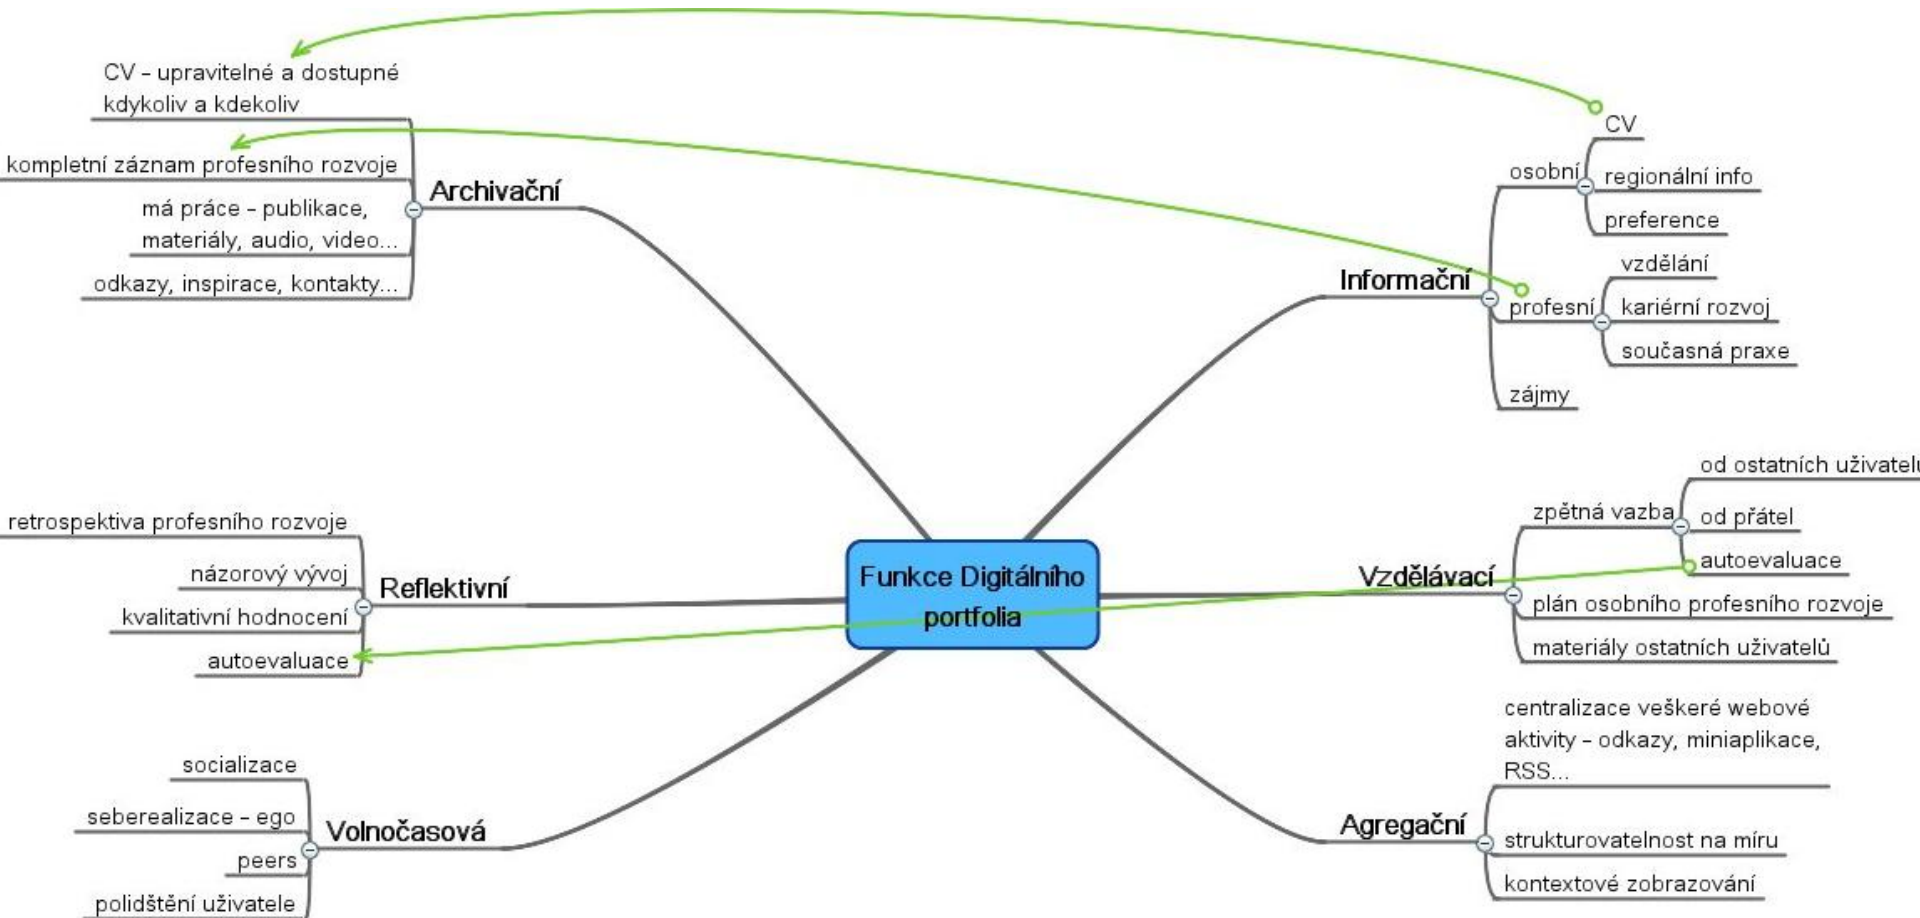 CV – upravitelné a dostupné
kdykoliv a kdekoliv
kompletní záznam profesního rozvoje
má práce – publikace,
materiály, audio, video...
odkazy, inspirace, kontakty...
Archivační
CV
osobní
regionální info
preference
Informační
vzdělání
profesní
kariérní rozvoj
současná praxe
zájmy
retrospektiva profesního rozvoje
názorový vývoj
Reflektivní
kvalitativní hodnocení
autoevaluace
Funkce Digitálního
portfolia
od ostatních uživatelů
zpětná vazba
od přátel
autoevaluace
Vzdělávací
plán osobního profesního rozvoje
materiály ostatních uživatelů
socializace
seberealizace – ego
Volnočasová
peers
polidštění uživatele
centralizace veškeré webové
aktivity – odkazy, miniaplikace,
RSS...
Agregační
strukturovatelnost na míru
kontextové zobrazování